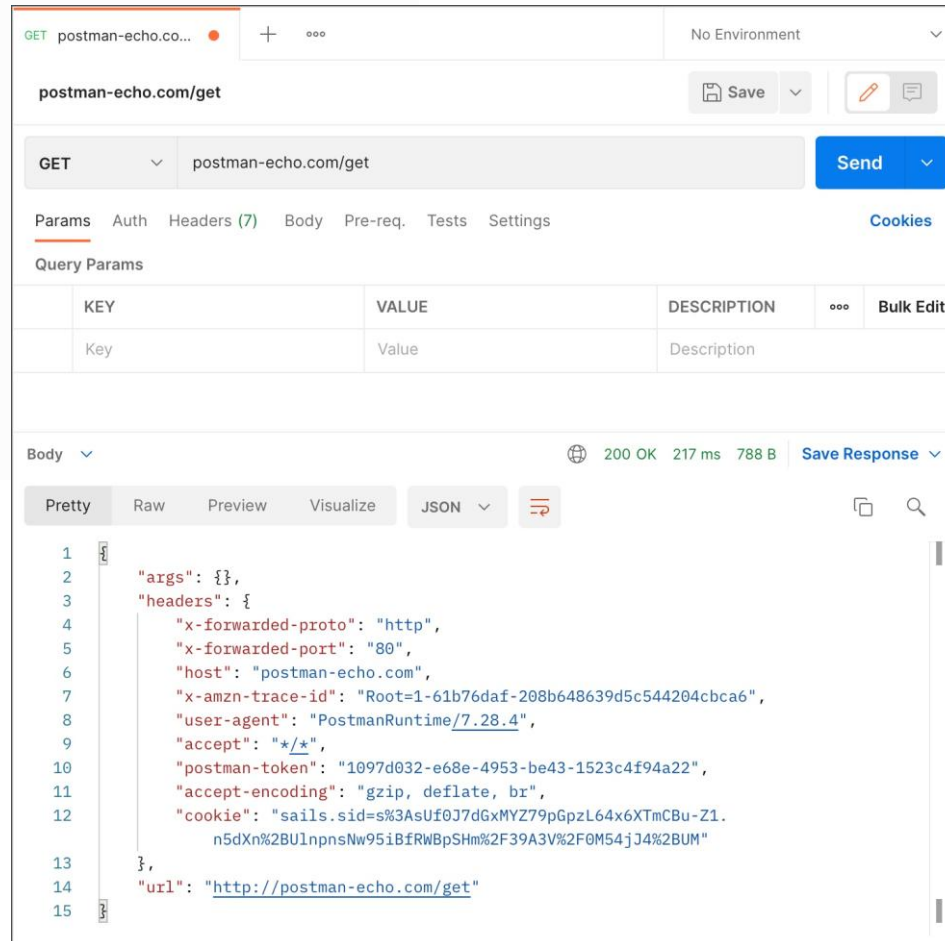 GET postman-echo.co...
No Environment
postman-echo.com/get
Save
GET postman-echo.com/get Send
Params Auth Headers (7) Body Pre-req. Tests Settings Cookies
Query Params
KEY VALUE DESCRIPTION Bulk Edit
Key Value Description
Body 200 OK 217 ms 788 B Save Response
Pretty Raw Preview Visualize JSON
1 {
2 "args": {},
3 "headers": {
4 "x-forwarded-proto": "http",
5 "x-forwarded-port": "80",
6 "host": "postman-echo.com",
7 "x-amzn-trace-id": "Root=1-61b76daf-208b648639d5c544204cbca6",
8 "user-agent": "PostmanRuntime/7.28.4",
9 "accept": "*/*",
10 "postman-token": "1097d032-e68e-4953-be43-1523c4f94a22",
11 "accept-encoding": "gzip, deflate, br",
12 "cookie": "sails.sid=s%3AsUf0J7dGxMYZ79pGpzL64x6XTmCBu-Z1.
n5dXn%2BUlnpnsNw95iBfRWBpSHm%2F39A3V%2F0M54jJ4%2BUM"
13 },
14 "url": "http://postman-echo.com/get"
15 }